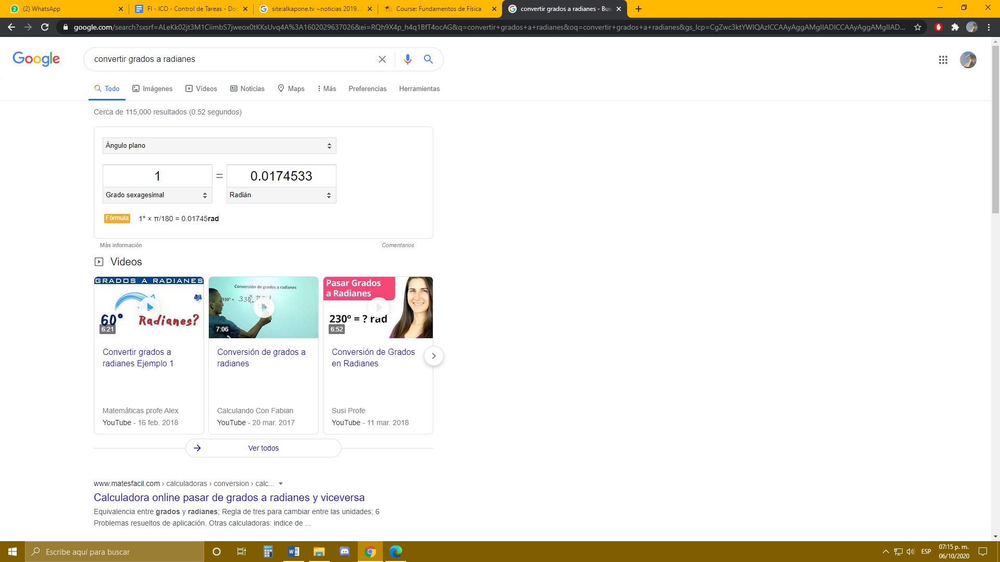 (2) WhatsApp
FI - ICO - Control de Tareas - Doc
site:alkapone.tv ~noticias 2019...2
Course: Fundamentos de Física
convertir grados a radianes - Bus
google.com/search?sxsrf=ALeKk02jt3M1CiimbS7jweox0tKKsUvq4A%3A1602029637026&ei=RQh9X4p_h4q1BfT4ocAG&q=convertir+grados+a+radianes&oq=convertir+grados+a+radianes&gs_lcp=CgZwc3ktYWIQAzICCAAyAggAMgIIADICCAAyAggAMgIIAD...
Google
convertir grados a radianes
Todo
Imágenes
Vídeos
Noticias
Maps
Más
Preferencias
Herramientas
Cerca de 115,000 resultados (0.52 segundos)
Ángulo plano
1 = 0.0174533
Grado sexagesimal
Radián
Fórmula 1° × π/180 = 0.01745rad
Más información
Comentarios
Videos
GRADOS A RADIANES
60° Radianes?
6:21
Convertir grados a
radianes Ejemplo 1
Matemáticas profe Alex
YouTube - 16 feb. 2018
Conversión de grados a radianes
330° =
7:06
Conversión de grados a
radianes
Calculando Con Fabian
YouTube - 20 mar. 2017
Pasar Grados
a Radianes
230º = ? rad
6:52
Conversión de Grados
en Radianes
Susi Profe
YouTube - 11 mar. 2018
Ver todos
www.matesfacil.com › calculadoras › conversion › calc...
Calculadora online pasar de grados a radianes y viceversa
Equivalencia entre grados y radianes; Regla de tres para cambiar entre las unidades; 6
Problemas resueltos de aplicación. Otras calculadoras: indice de ...
Escribe aquí para buscar
ESP
07:15 p. m.
06/10/2020